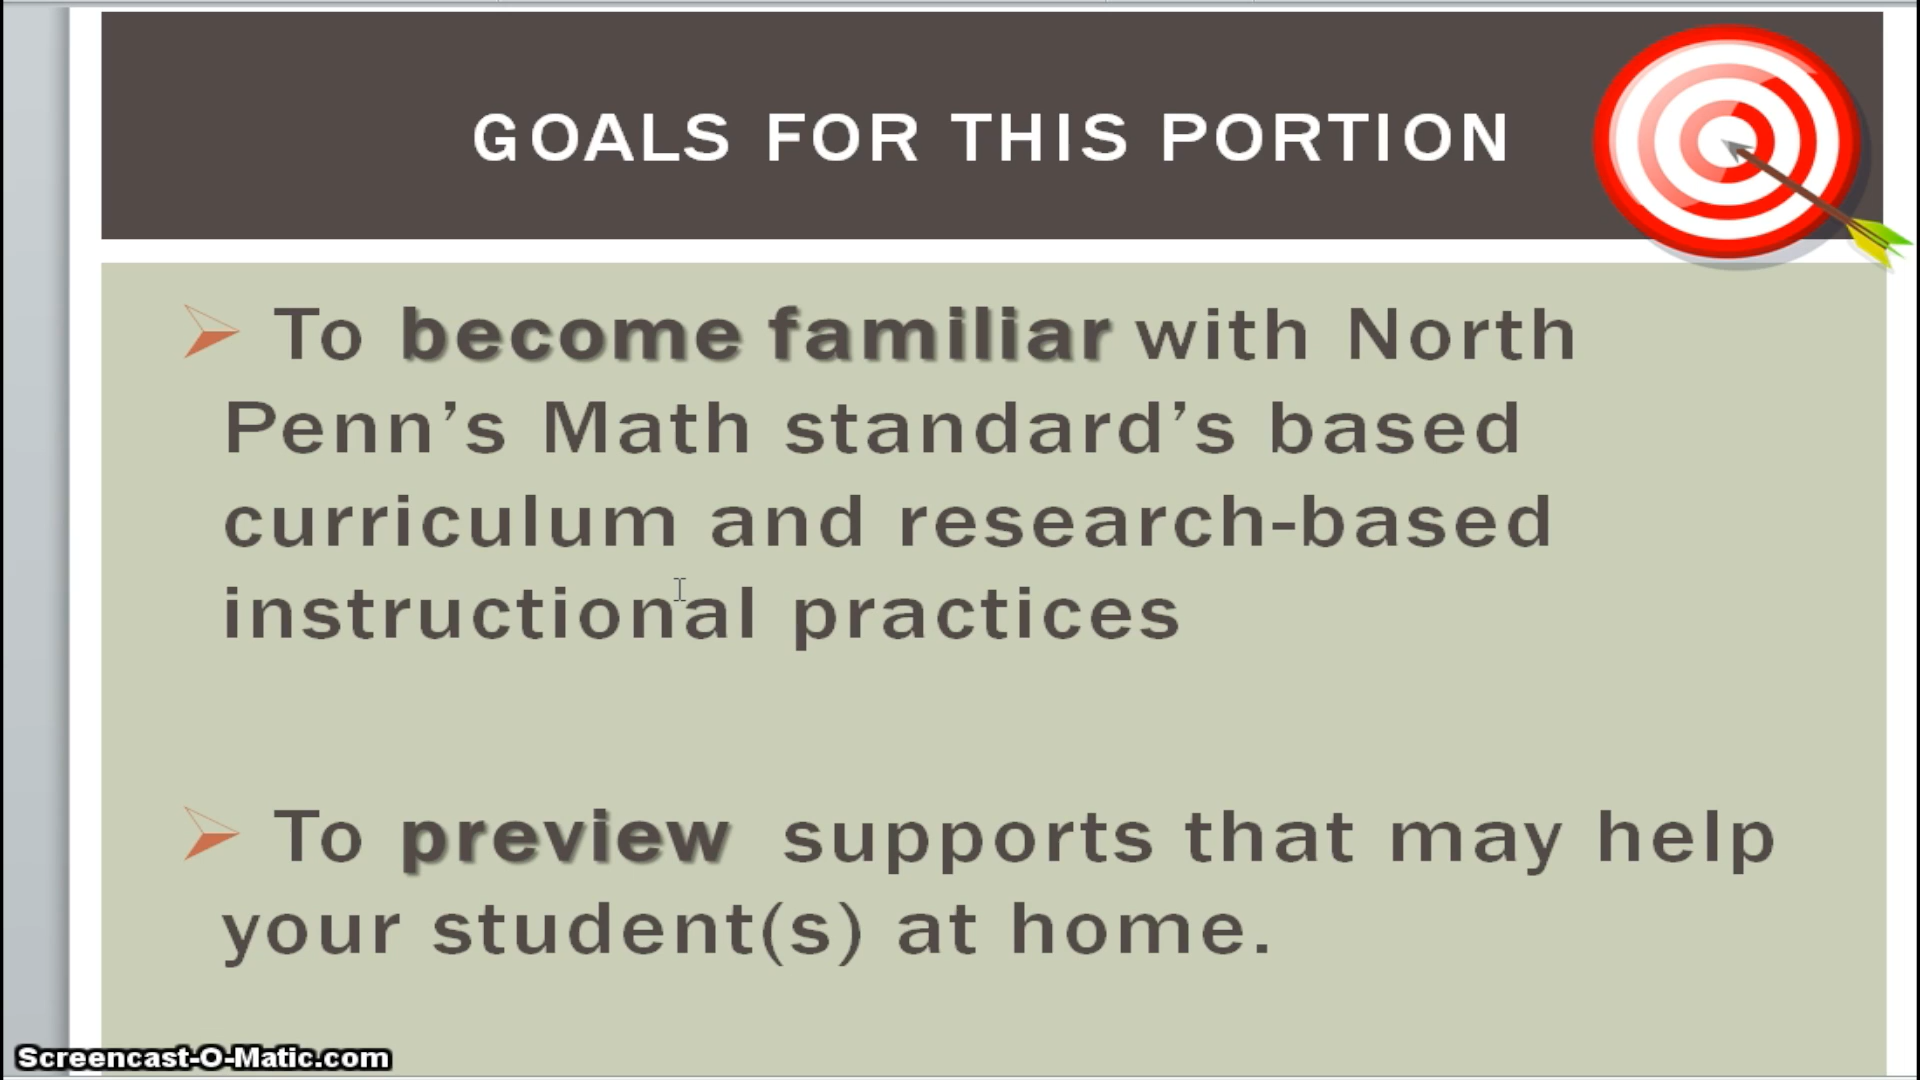 GOALS FOR THIS PORTION
To become familiar with North
Penn’s Math standard’s based
curriculum and research-based
instructional practices
To preview supports that may help
your student(s) at home.
Screencast-O-Matic.com